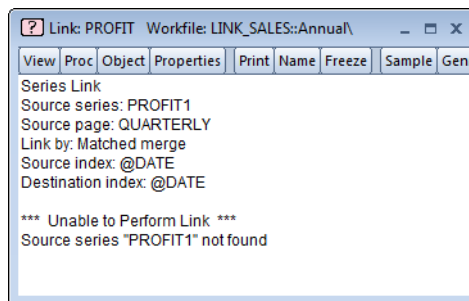 ? Link: PROFIT Workfile: LINK_SALES::Annual\
View Proc Object Properties Print Name Freeze Sample Gen
Series Link
Source series: PROFIT1
Source page: QUARTERLY
Link by: Matched merge
Source index: @DATE
Destination index: @DATE
*** Unable to Perform Link ***
Source series "PROFIT1" not found